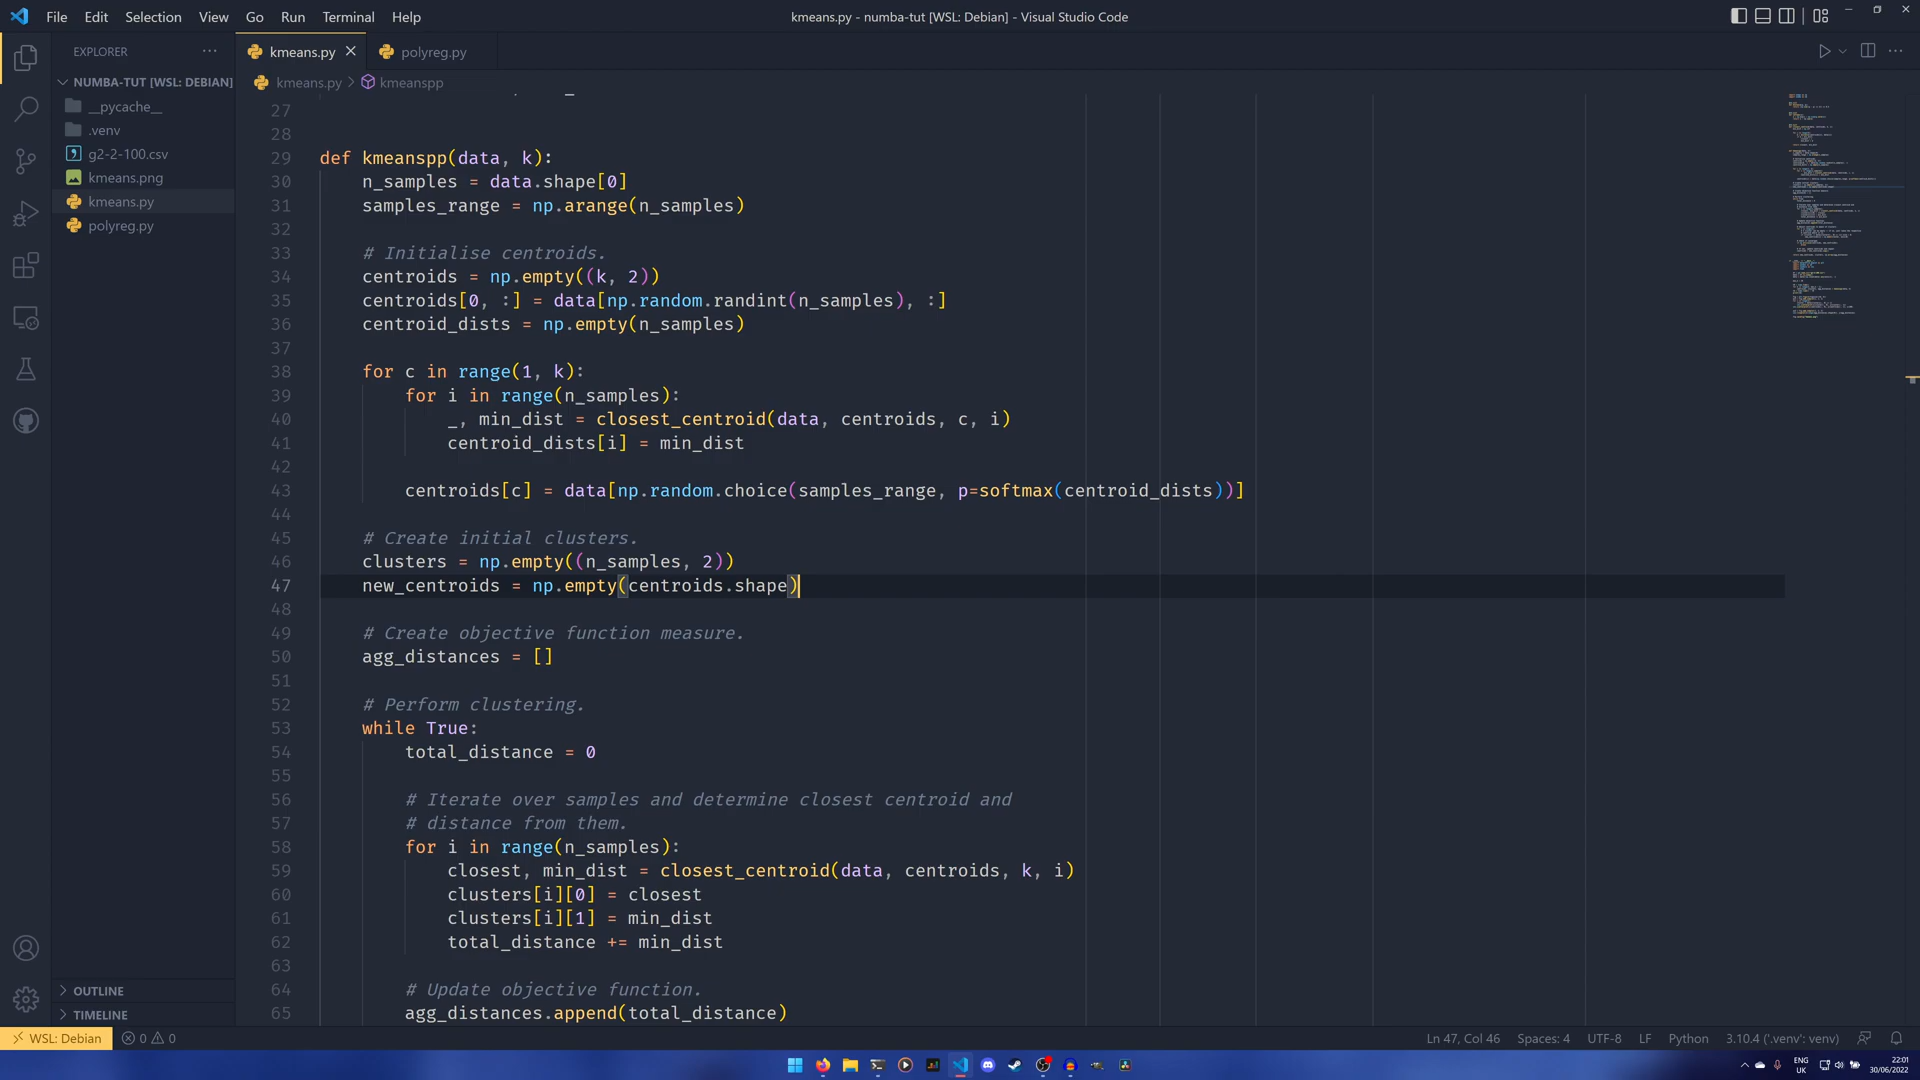 File Edit Selection View Go Run Terminal Help
kmeans.py - numba-tut [WSL: Debian] - Visual Studio Code
EXPLORER
NUMBA-TUT [WSL: DEBIAN]
__pycache__
.venv
g2-2-100.csv
kmeans.png
kmeans.py
polyreg.py
OUTLINE
TIMELINE
kmeans.py polyreg.py
kmeans.py > kmeanspp
27
28
29 def kmeanspp(data, k):
30 n_samples = data.shape[0]
31 samples_range = np.arange(n_samples)
32
33 # Initialise centroids.
34 centroids = np.empty((k, 2))
35 centroids[0, :] = data[np.random.randint(n_samples), :]
36 centroid_dists = np.empty(n_samples)
37
38 for c in range(1, k):
39 for i in range(n_samples):
40 _, min_dist = closest_centroid(data, centroids, c, i)
41 centroid_dists[i] = min_dist
42
43 centroids[c] = data[np.random.choice(samples_range, p=softmax(centroid_dists))]
44
45 # Create initial clusters.
46 clusters = np.empty((n_samples, 2))
47 new_centroids = np.empty(centroids.shape)
48
49 # Create objective function measure.
50 agg_distances = []
51
52 # Perform clustering.
53 while True:
54 total_distance = 0
55
56 # Iterate over samples and determine closest centroid and
57 # distance from them.
58 for i in range(n_samples):
59 closest, min_dist = closest_centroid(data, centroids, k, i)
60 clusters[i][0] = closest
61 clusters[i][1] = min_dist
62 total_distance += min_dist
63
64 # Update objective function.
65 agg_distances.append(total_distance)
WSL: Debian 0 0 Ln 47, Col 46 Spaces: 4 UTF-8 LF Python 3.10.4 ('.venv': venv)
ENG
UK
22:01
30/06/2022